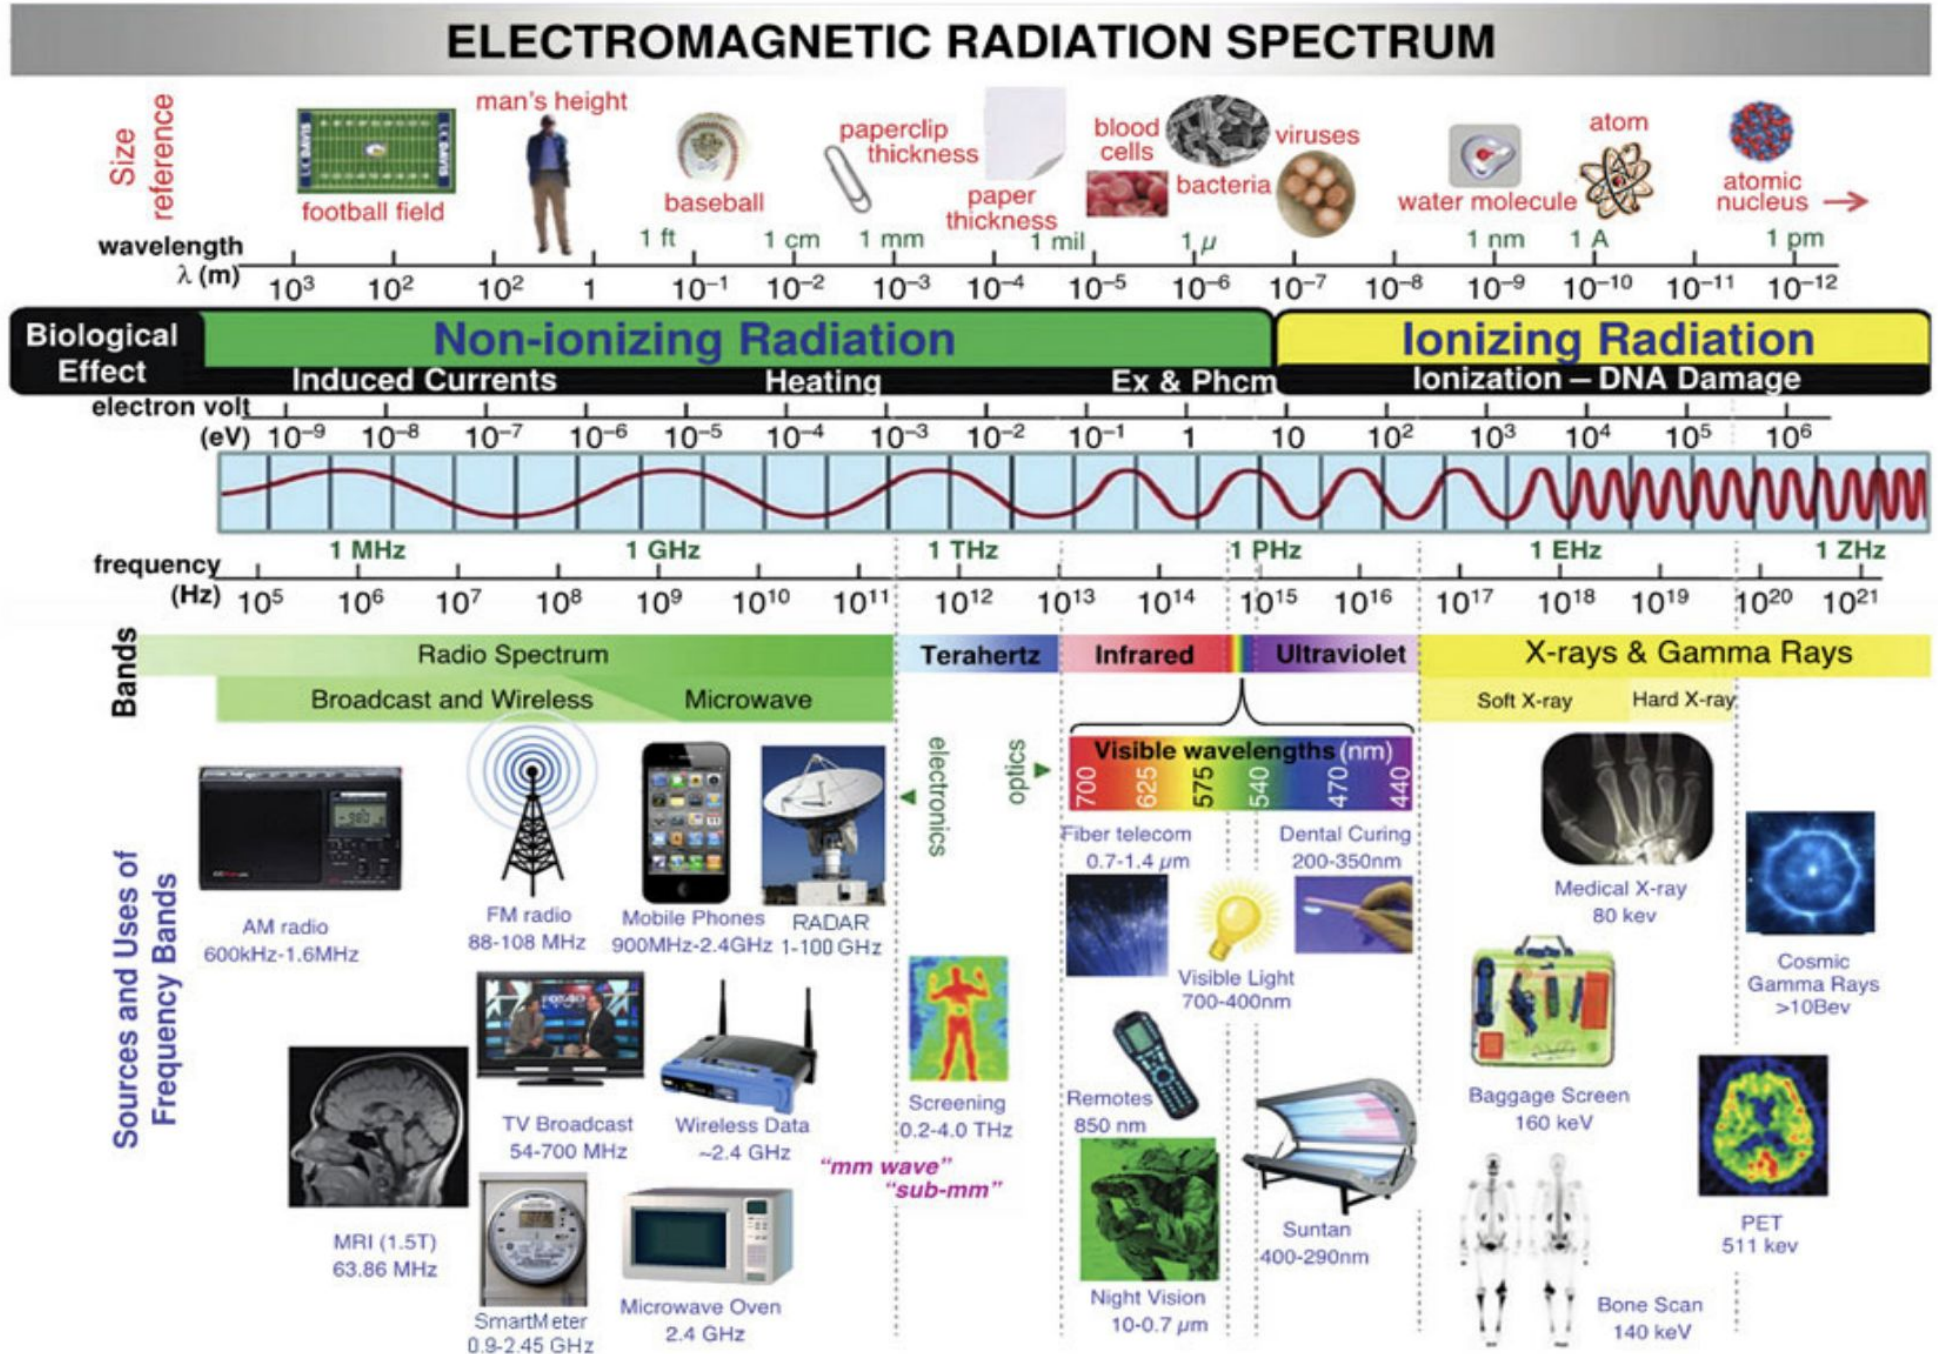 ELECTROMAGNETIC RADIATION SPECTRUM
Size
reference
football field
man's height
baseball
paperclip
thickness
paper
thickness
blood
cells
bacteria
viruses
water molecule
atom
atomic
nucleus
1 ft 1 cm 1 mm 1 mil 1 µ 1 nm 1 A 1 pm
wavelength
λ (m)
10³ 10² 10² 1 10⁻¹ 10⁻² 10⁻³ 10⁻⁴ 10⁻⁵ 10⁻⁶ 10⁻⁷ 10⁻⁸ 10⁻⁹ 10⁻¹⁰ 10⁻¹¹ 10⁻¹²
Biological
Effect
Non-ionizing Radiation
Ionizing Radiation
Induced Currents Heating Ex & Phcm
Ionization – DNA Damage
electron volt
(eV)
10⁻⁹ 10⁻⁸ 10⁻⁷ 10⁻⁶ 10⁻⁵ 10⁻⁴ 10⁻³ 10⁻² 10⁻¹ 1 10 10² 10³ 10⁴ 10⁵ 10⁶
1 MHz 1 GHz 1 THz 1 PHz 1 EHz 1 ZHz
frequency
(Hz)
10⁵ 10⁶ 10⁷ 10⁸ 10⁹ 10¹⁰ 10¹¹ 10¹² 10¹³ 10¹⁴ 10¹⁵ 10¹⁶ 10¹⁷ 10¹⁸ 10¹⁹ 10²⁰ 10²¹
Bands
Radio Spectrum
Terahertz
Infrared
Ultraviolet
X-rays & Gamma Rays
Broadcast and Wireless
Microwave
Soft X-ray
Hard X-ray
electronics
optics
Visible wavelengths (nm)
700 625 575 540 470 440
Sources and Uses of
Frequency Bands
AM radio
600kHz-1.6MHz
FM radio
88-108 MHz
Mobile Phones
900MHz-2.4GHz
RADAR
1-100 GHz
Fiber telecom
0.7-1.4 µm
Dental Curing
200-350nm
Visible Light
700-400nm
Medical X-ray
80 kev
Cosmic
Gamma Rays
>10Bev
TV Broadcast
54-700 MHz
Wireless Data
~2.4 GHz
Screening
0.2-4.0 THz
"mm wave"
"sub-mm"
Remotes
850 nm
Baggage Screen
160 keV
MRI (1.5T)
63.86 MHz
SmartMeter
0.9-2.45 GHz
Microwave Oven
2.4 GHz
Night Vision
10-0.7 µm
Suntan
400-290nm
PET
511 kev
Bone Scan
140 keV